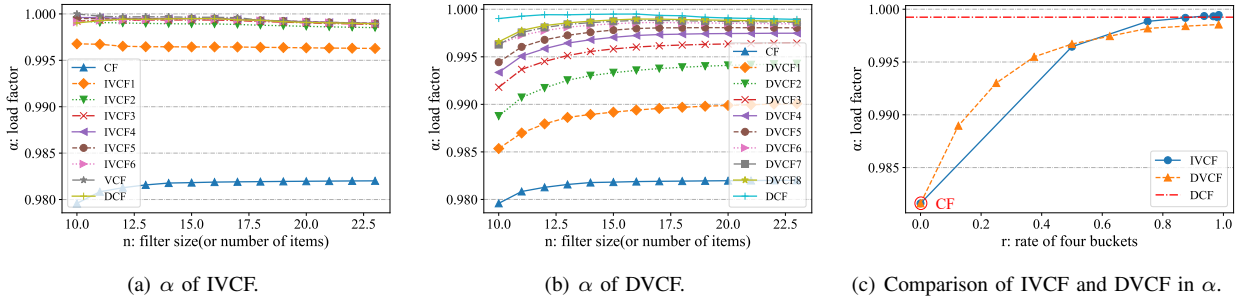 1.000
0.995
0.990
0.985
0.980
α: load factor
10.0 12.5 15.0 17.5 20.0 22.5
n: filter size(or number of items)
CF
IVCF1
IVCF2
IVCF3
IVCF4
IVCF5
IVCF6
VCF
DCF
(a) α of IVCF.
1.000
0.995
0.990
0.985
0.980
α: load factor
10.0 12.5 15.0 17.5 20.0 22.5
n: filter size(or number of items)
CF
DVCF1
DVCF2
DVCF3
DVCF4
DVCF5
DVCF6
DVCF7
DVCF8
DCF
(b) α of DVCF.
1.000
0.995
0.990
0.985
α: load factor
CF
0.0 0.2 0.4 0.6 0.8 1.0
r: rate of four buckets
IVCF
DVCF
DCF
(c) Comparison of IVCF and DVCF in α.